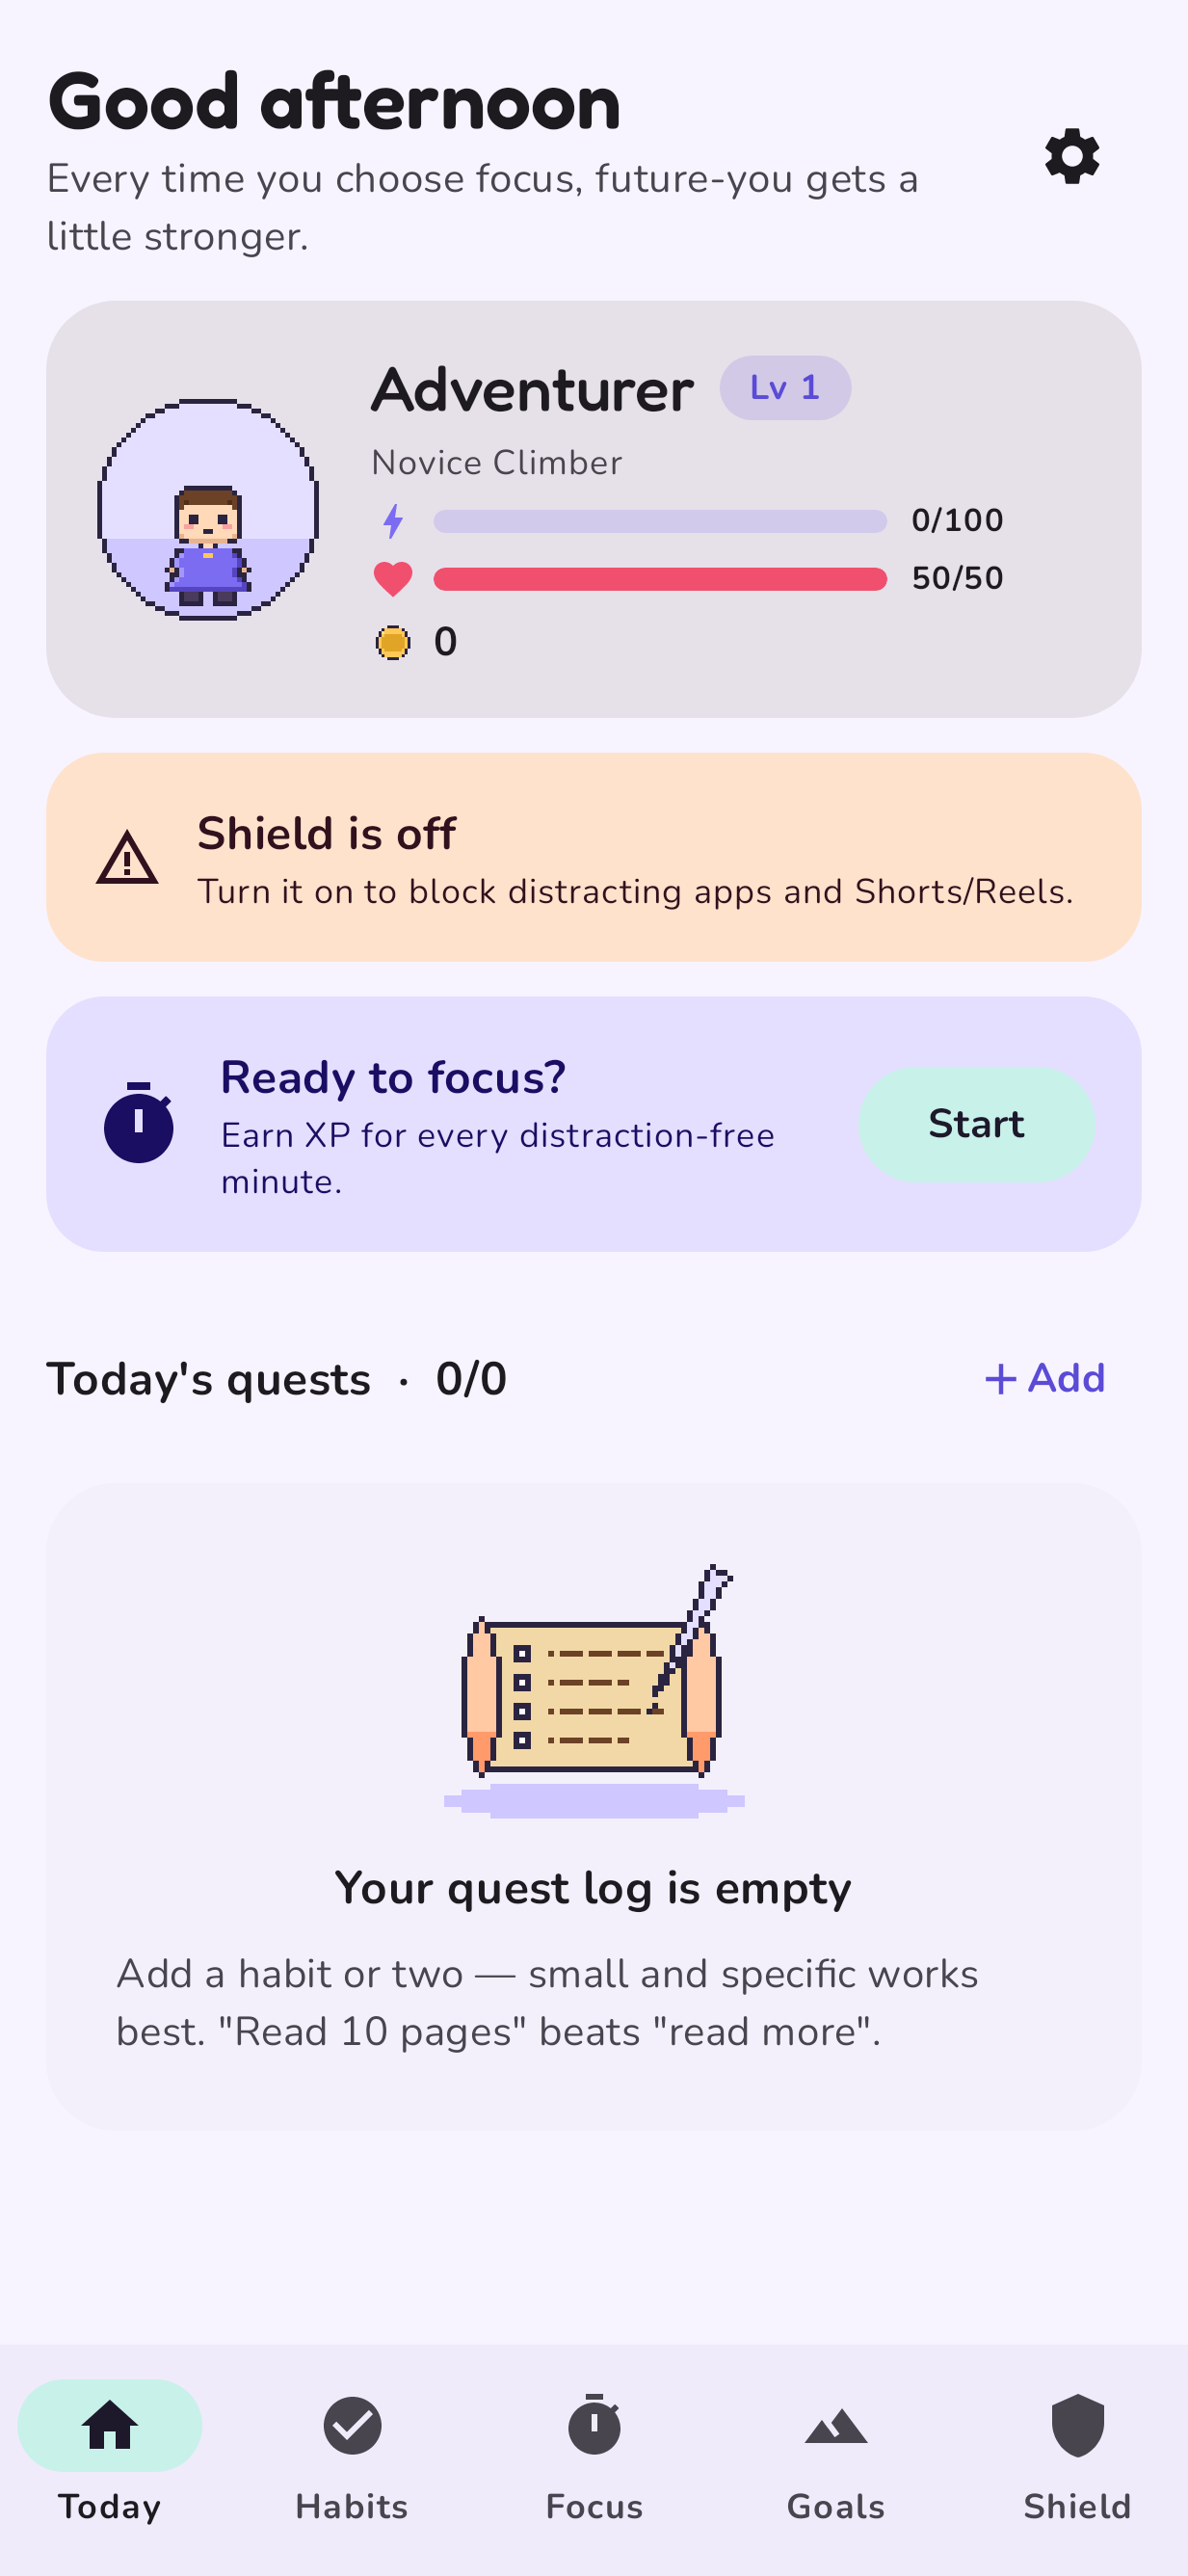 Good afternoon
Every time you choose focus, future-you gets a
little stronger.
Adventurer
Lv 1
Novice Climber
0/100
50/50
0
Shield is off
Turn it on to block distracting apps and Shorts/Reels.
Ready to focus?
Earn XP for every distraction-free
minute.
Start
Today's quests · 0/0
+ Add
Your quest log is empty
Add a habit or two — small and specific works
best. "Read 10 pages" beats "read more".
Today
Habits
Focus
Goals
Shield